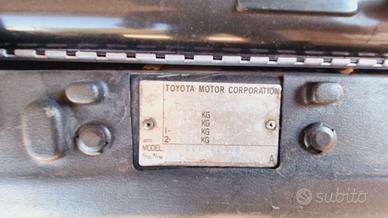 TOYOTA MOTOR CORPORATION
KG
KG
1- KG
2- KG
MODEL
A
subito